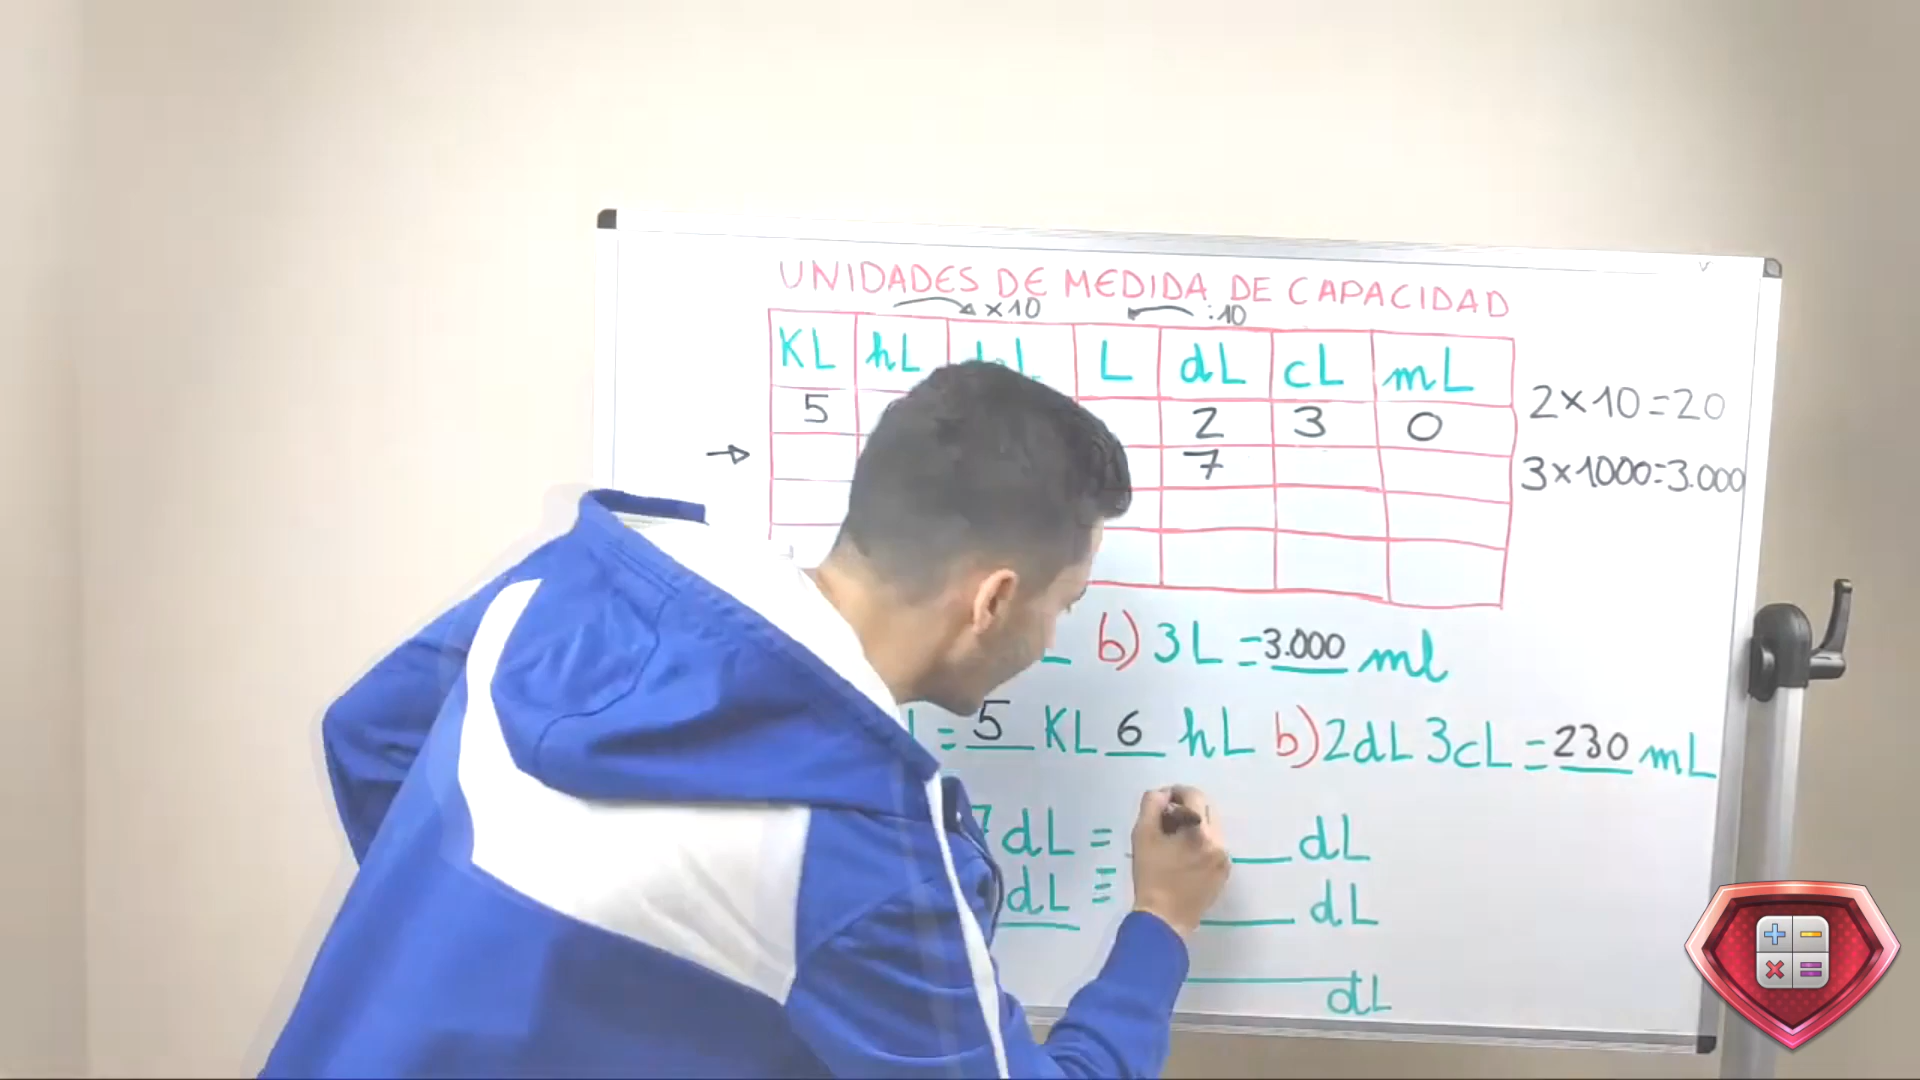 UNIDADES DE MEDIDA DE CAPACIDAD
×10 :10
KL hL L dL cL mL
5 2 3 0
7
2×10=20
3×1000=3.000
b) 3L = 3.000 ml
= 5 KL 6 hL b) 2dL 3cL = 230 mL
7 dL = dL
dL = dL
dL